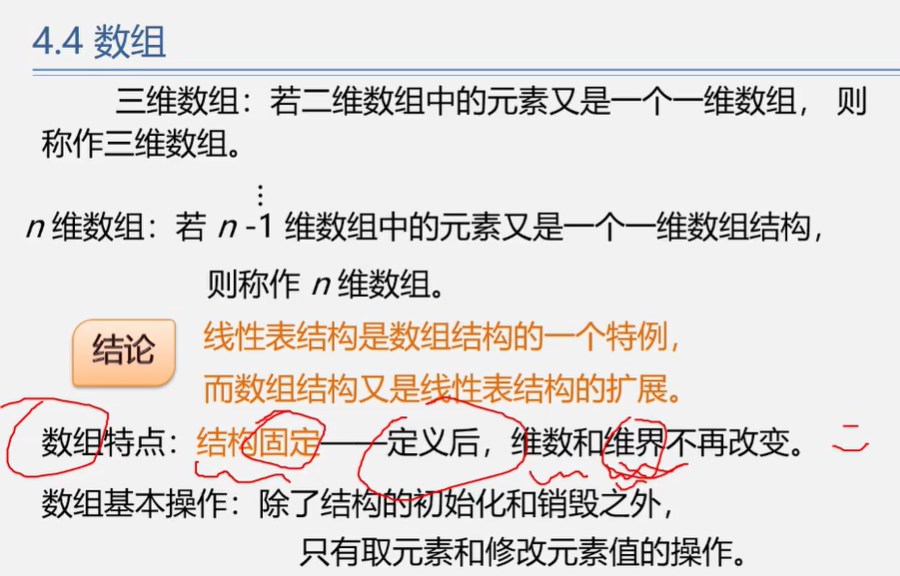 4.4 数组
三维数组：若二维数组中的元素又是一个一维数组， 则
称作三维数组。
⋮
n 维数组：若 n -1 维数组中的元素又是一个一维数组结构，
则称作 n 维数组。
结论
线性表结构是数组结构的一个特例，
而数组结构又是线性表结构的扩展。
数组特点：结构固定——定义后，维数和维界不再改变。 二
数组基本操作：除了结构的初始化和销毁之外，
只有取元素和修改元素值的操作。